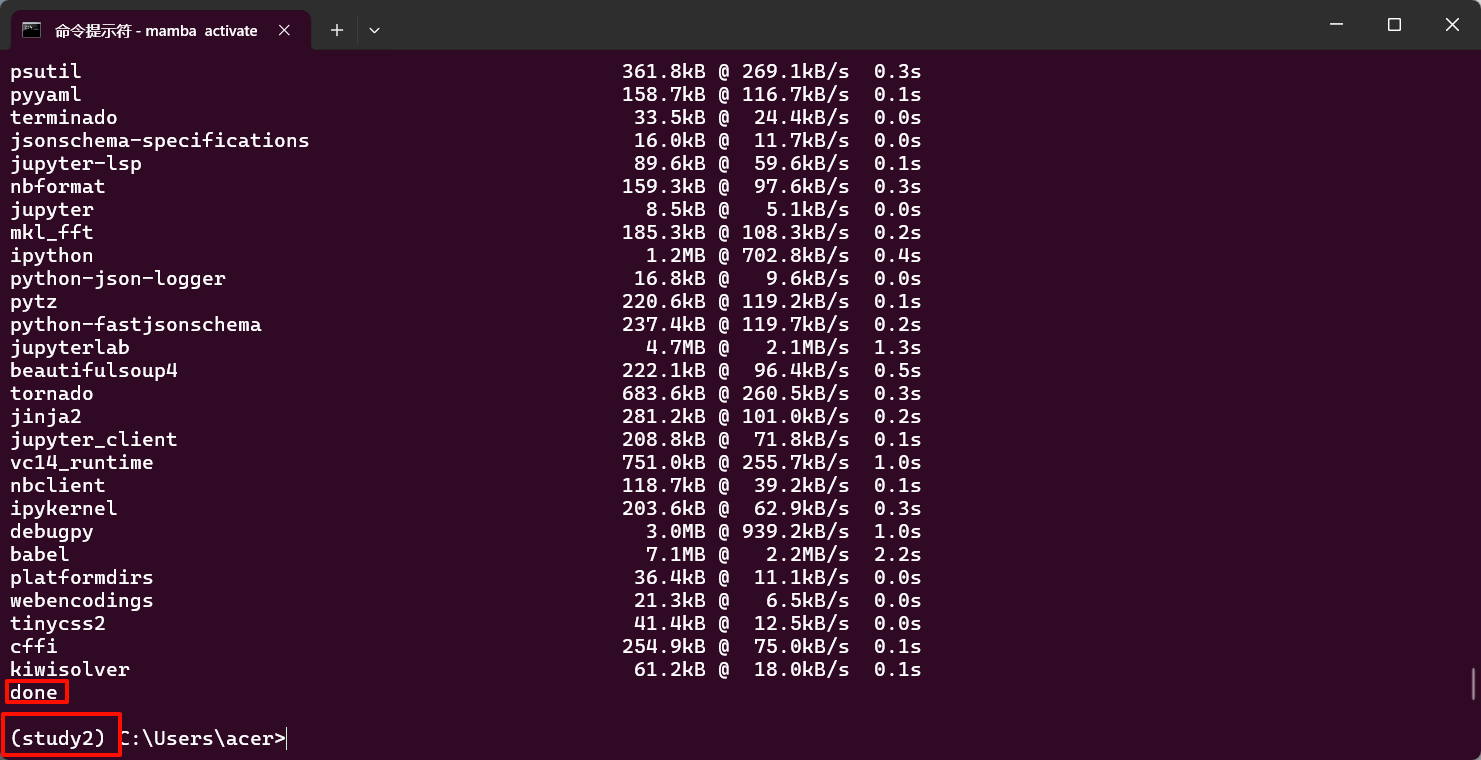 命令提示符 - mamba activate
psutil 361.8kB @ 269.1kB/s 0.3s
pyyaml 158.7kB @ 116.7kB/s 0.1s
terminado 33.5kB @ 24.4kB/s 0.0s
jsonschema-specifications 16.0kB @ 11.7kB/s 0.0s
jupyter-lsp 89.6kB @ 59.6kB/s 0.1s
nbformat 159.3kB @ 97.6kB/s 0.3s
jupyter 8.5kB @ 5.1kB/s 0.0s
mkl_fft 185.3kB @ 108.3kB/s 0.2s
ipython 1.2MB @ 702.8kB/s 0.4s
python-json-logger 16.8kB @ 9.6kB/s 0.0s
pytz 220.6kB @ 119.2kB/s 0.1s
python-fastjsonschema 237.4kB @ 119.7kB/s 0.2s
jupyterlab 4.7MB @ 2.1MB/s 1.3s
beautifulsoup4 222.1kB @ 96.4kB/s 0.5s
tornado 683.6kB @ 260.5kB/s 0.3s
jinja2 281.2kB @ 101.0kB/s 0.2s
jupyter_client 208.8kB @ 71.8kB/s 0.1s
vc14_runtime 751.0kB @ 255.7kB/s 1.0s
nbclient 118.7kB @ 39.2kB/s 0.1s
ipykernel 203.6kB @ 62.9kB/s 0.3s
debugpy 3.0MB @ 939.2kB/s 1.0s
babel 7.1MB @ 2.2MB/s 2.2s
platformdirs 36.4kB @ 11.1kB/s 0.0s
webencodings 21.3kB @ 6.5kB/s 0.0s
tinycss2 41.4kB @ 12.5kB/s 0.0s
cffi 254.9kB @ 75.0kB/s 0.1s
kiwisolver 61.2kB @ 18.0kB/s 0.1s
done
(study2) C:\Users\acer>